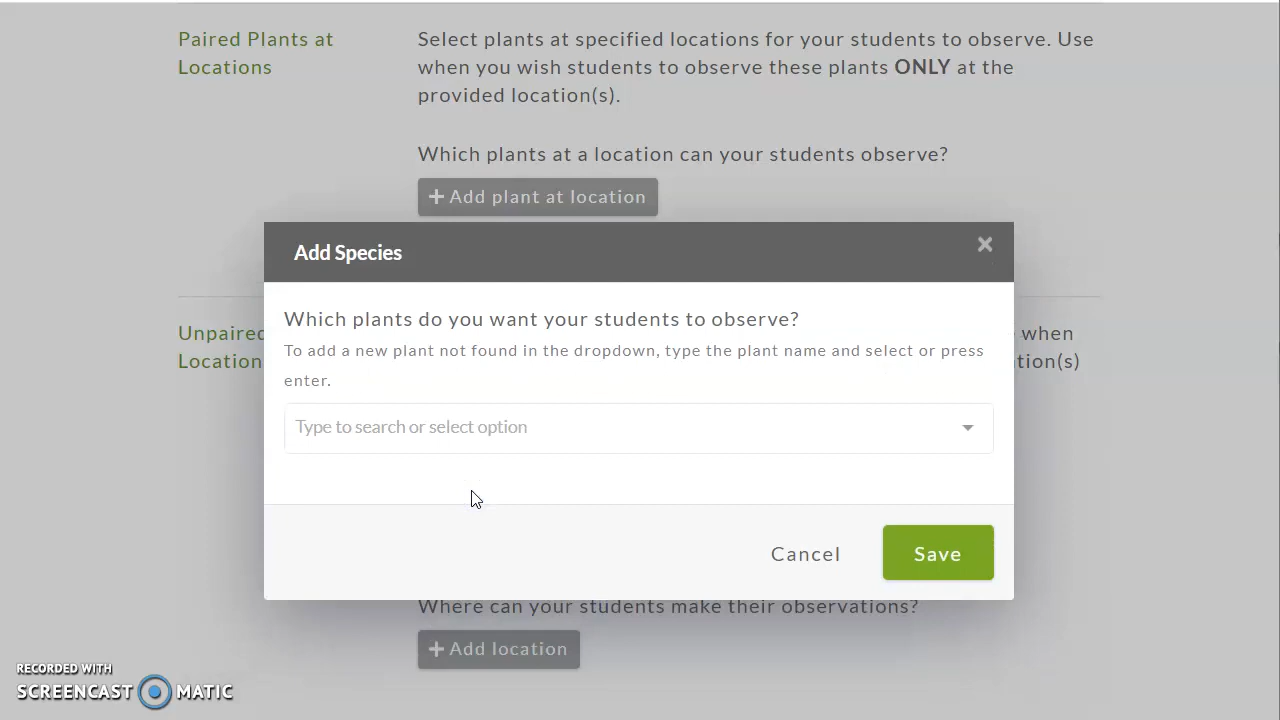 Paired Plants at
Locations
Select plants at specified locations for your students to observe. Use
when you wish students to observe these plants ONLY at the
provided location(s).
Which plants at a location can your students observe?
+ Add plant at location
Add Species
×
Which plants do you want your students to observe?
To add a new plant not found in the dropdown, type the plant name and select or press
enter.
Type to search or select option
Cancel
Save
Unpaired
Location
when
tion(s)
Where can your students make their observations?
+ Add location
RECORDED WITH
SCREENCAST MATIC